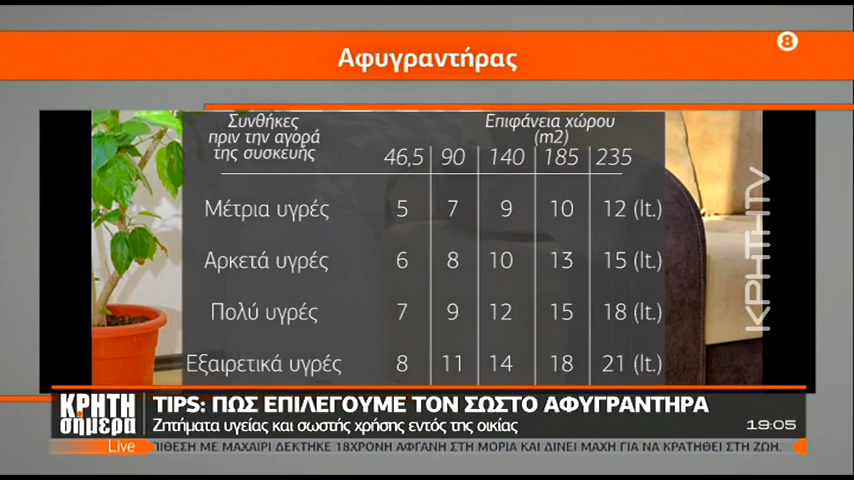 8
Αφυγραντήρας
Συνθήκες πριν την αγορά της συσκευής
Επιφάνεια χώρου (m2)
46,5 90 140 185 235
Μέτρια υγρές 5 7 9 10 12 (lt.)
Αρκετά υγρές 6 8 10 13 15 (lt.)
Πολύ υγρές 7 9 12 15 18 (lt.)
Εξαιρετικά υγρές 8 11 14 18 21 (lt.)
ΚΡΗΤΗTV
ΚΡΗΤΗ
σήμερα
TIPS: ΠΩΣ ΕΠΙΛΕΓΟΥΜΕ ΤΟΝ ΣΩΣΤΟ ΑΦΥΓΡΑΝΤΗΡΑ
Ζητήματα υγείας και σωστής χρήσης εντός της οικίας
19:05
Live
ΠΙΘΕΣΗ ΜΕ ΜΑΧΑΙΡΙ ΔΕΚΤΗΚΕ 18ΧΡΟΝΗ ΑΦΓΑΝΗ ΣΤΗ ΜΟΡΙΑ ΚΑΙ ΔΙΝΕΙ ΜΑΧΗ ΓΙΑ ΝΑ ΚΡΑΤΗΘΕΙ ΣΤΗ ΖΩΗ.